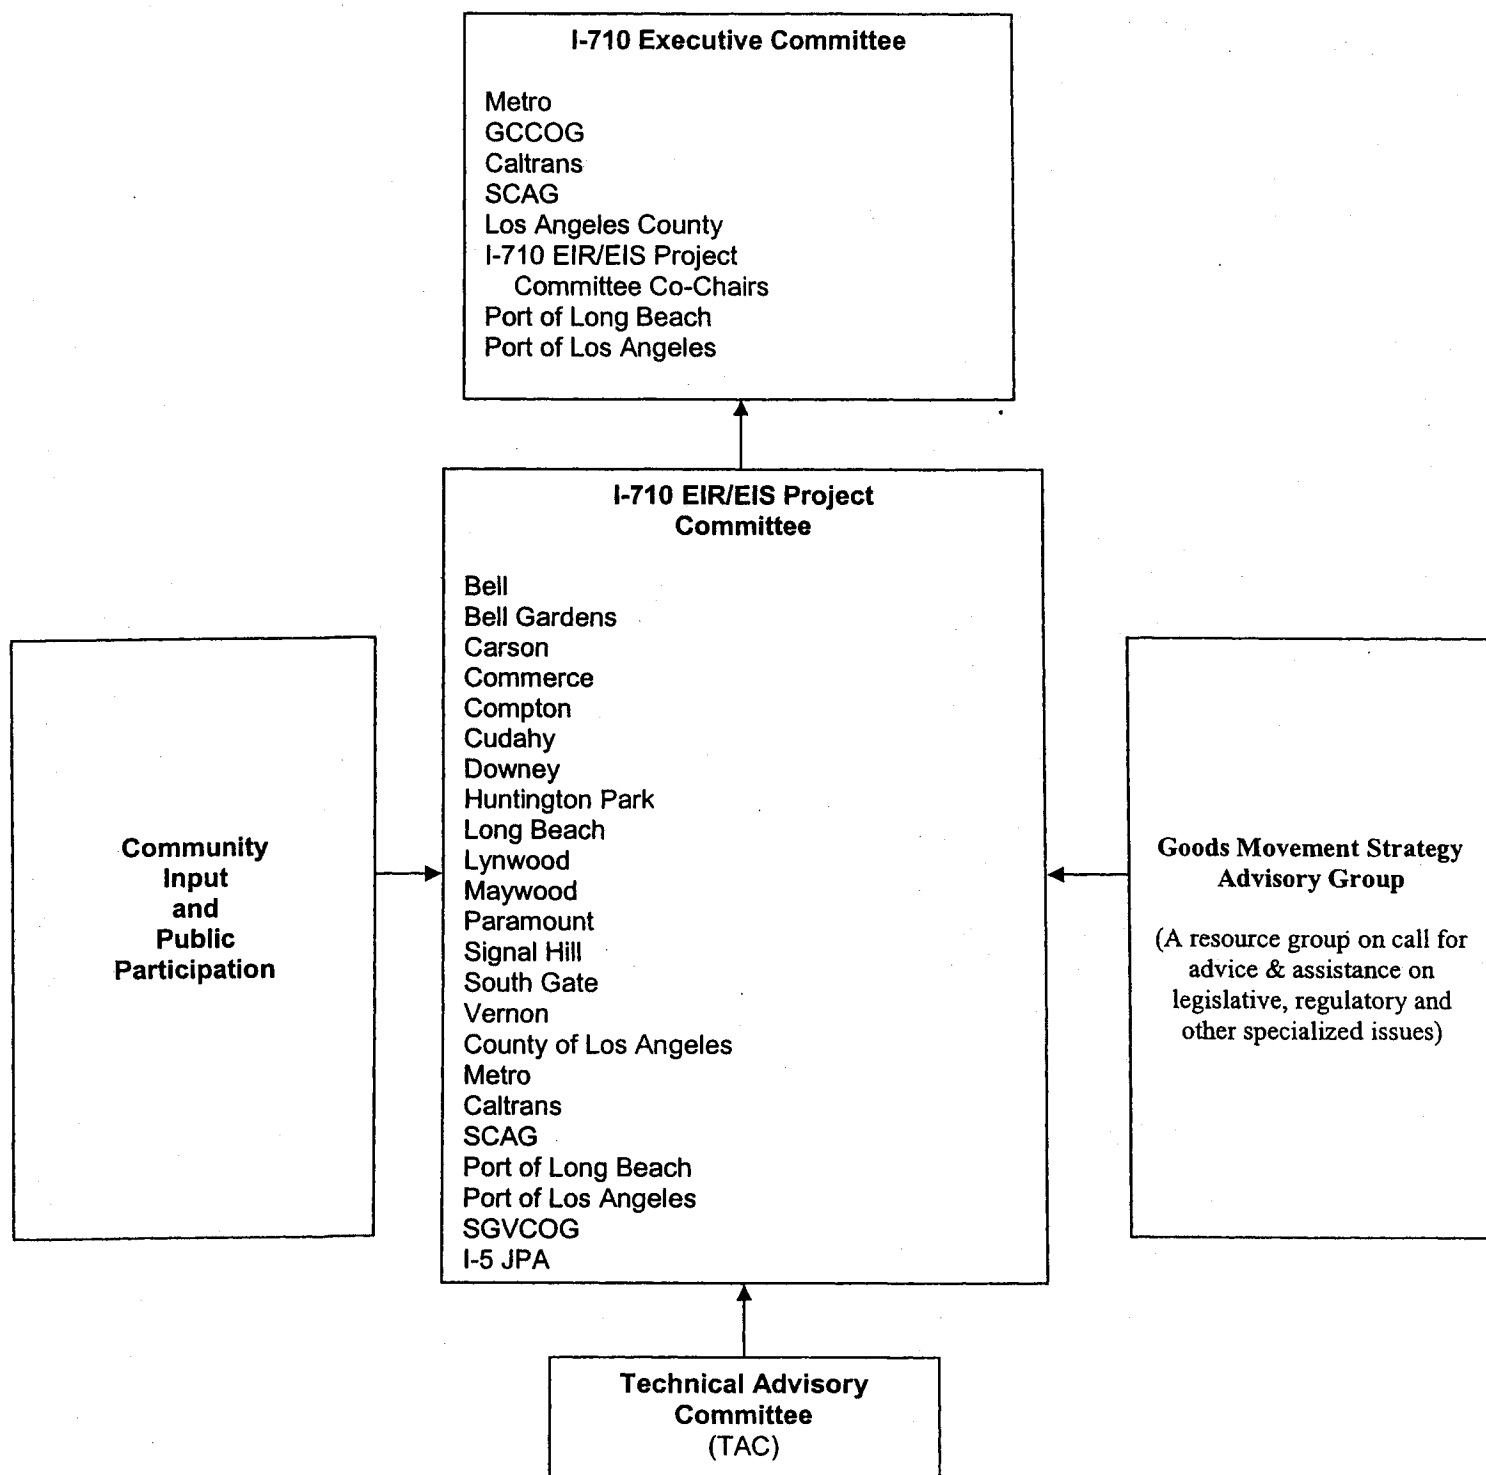 I-710 Executive Committee
Metro
GCCOG
Caltrans
SCAG
Los Angeles County
I-710 EIR/EIS Project
Committee Co-Chairs
Port of Long Beach
Port of Los Angeles
I-710 EIR/EIS Project
Committee
Bell
Bell Gardens
Carson
Commerce
Compton
Cudahy
Downey
Huntington Park
Long Beach
Lynwood
Maywood
Paramount
Signal Hill
South Gate
Vernon
County of Los Angeles
Metro
Caltrans
SCAG
Port of Long Beach
Port of Los Angeles
SGVCOG
I-5 JPA
Community
Input
and
Public
Participation
Goods Movement Strategy
Advisory Group
(A resource group on call for
advice & assistance on
legislative, regulatory and
other specialized issues)
Technical Advisory
Committee
(TAC)